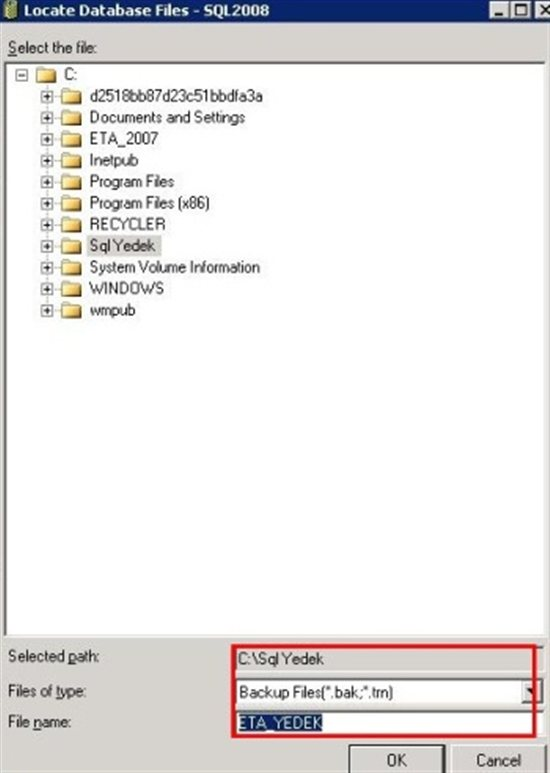 Locate Database Files - SQL2008
Select the file:
C:
d2518bb87d23c51bbdfa3a
Documents and Settings
ETA_2007
Inetpub
Program Files
Program Files (x86)
RECYCLER
Sql Yedek
System Volume Information
WINDOWS
wmpub
Selected path: C:\Sql Yedek
Files of type: Backup Files(*.bak;*.trn)
File name: ETA_YEDEK
OK Cancel